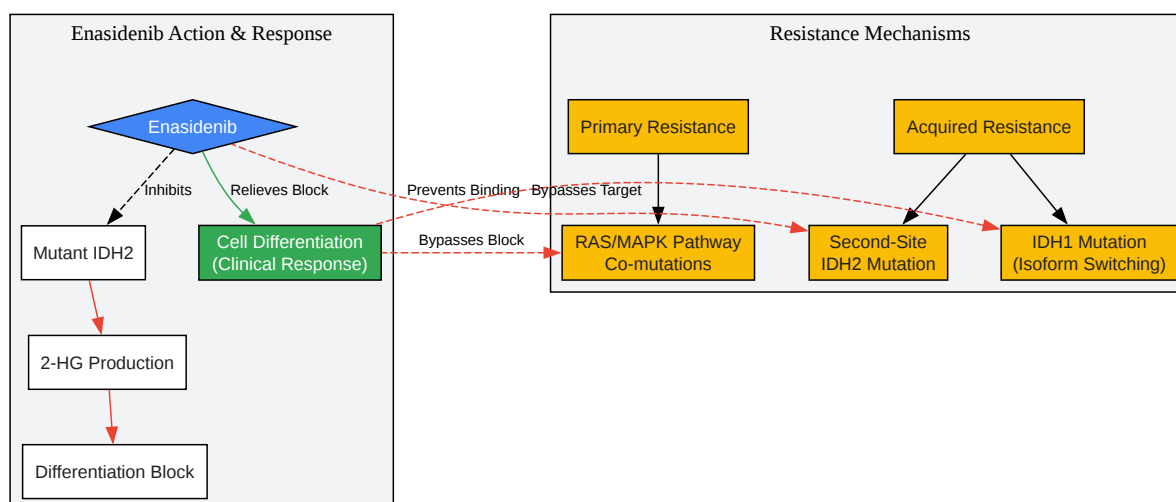 Enasidenib Action & Response
Resistance Mechanisms
Enasidenib
Primary Resistance
Acquired Resistance
Inhibits
Relieves Block
Prevents Binding
Bypasses Target
Mutant IDH2
Cell Differentiation
(Clinical Response)
Bypasses Block
RAS/MAPK Pathway
Co-mutations
Second-Site
IDH2 Mutation
IDH1 Mutation
(Isoform Switching)
2-HG Production
Differentiation Block